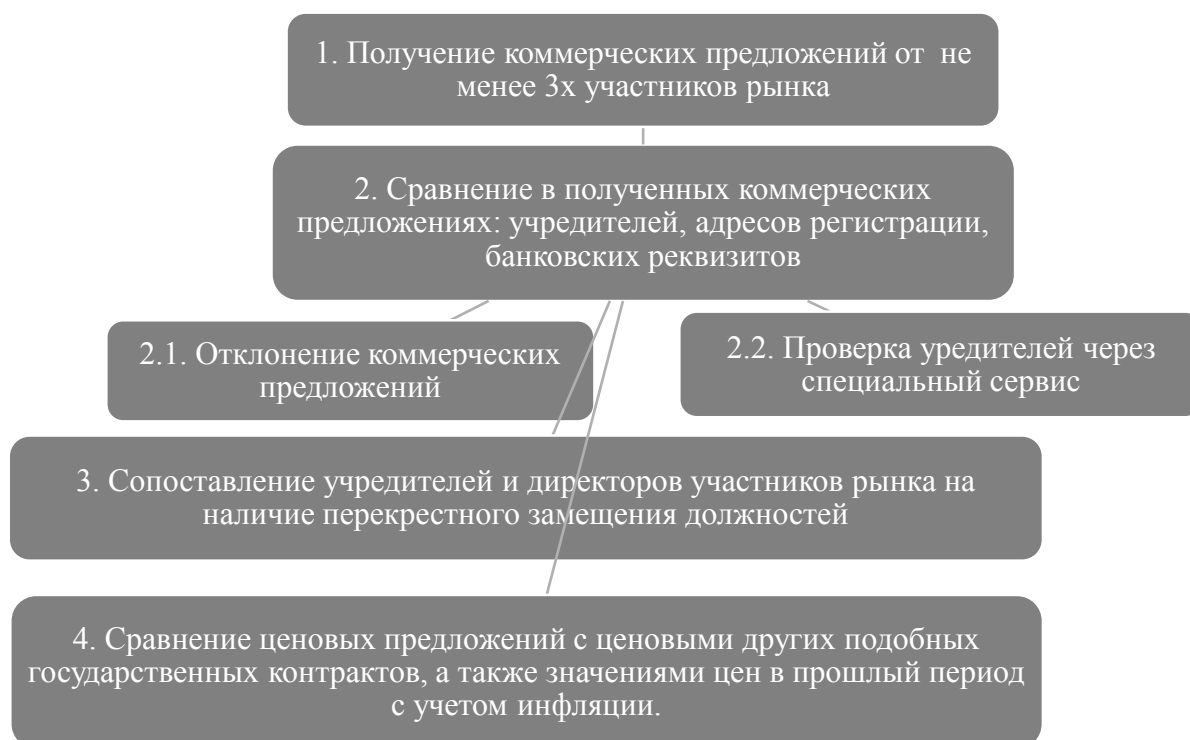 1. Получение коммерческих предложений от  не
менее 3х участников рынка
2. Сравнение в полученных коммерческих
предложениях: учредителей, адресов регистрации,
банковских реквизитов
2.1. Отклонение коммерческих
предложений
2.2. Проверка уредителей через
специальный сервис
3. Сопоставление учредителей и директоров участников рынка на
наличие перекрестного замещения должностей
4. Сравнение ценовых предложений с ценовыми других подобных
государственных контрактов, а также значениями цен в прошлый период
с учетом инфляции.